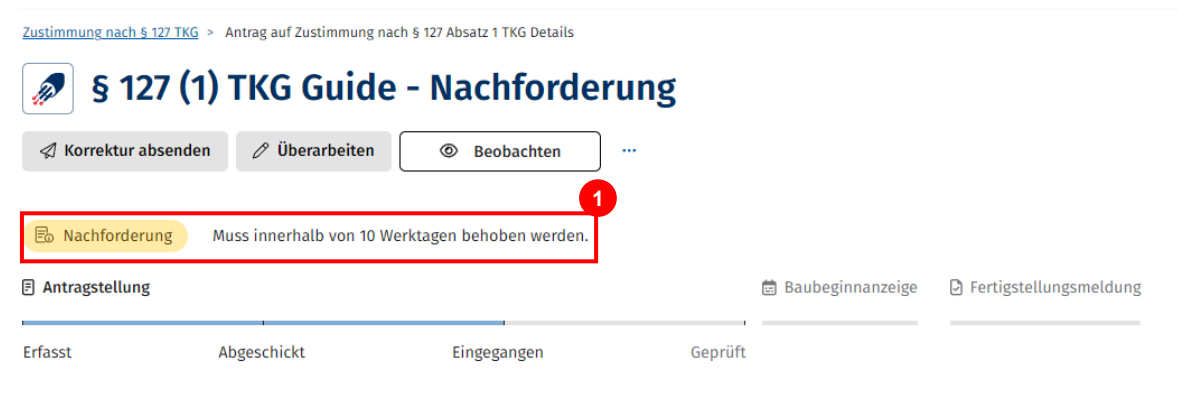 Zustimmung nach § 127 TKG > Antrag auf Zustimmung nach § 127 Absatz 1 TKG Details
§ 127 (1) TKG Guide - Nachforderung
Korrektur absenden Überarbeiten Beobachten ...
1
Nachforderung Muss innerhalb von 10 Werktagen behoben werden.
Antragstellung Baubeginnanzeige Fertigstellungsmeldung
Erfasst Abgeschickt Eingegangen Geprüft